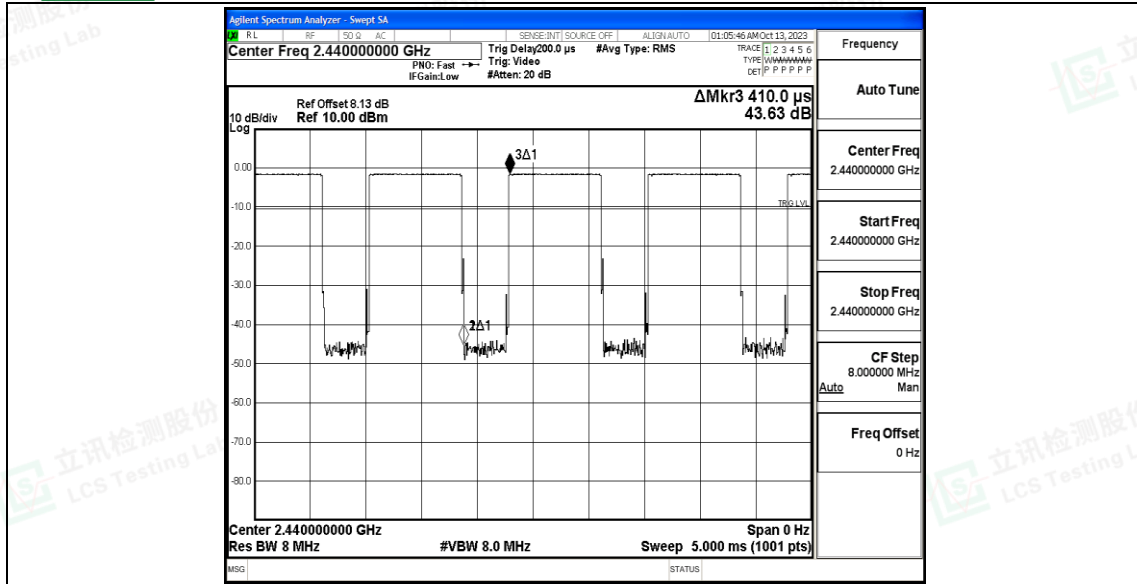 Agilent Spectrum Analyzer - Swept SA
LXI RL RF 50 Ω AC SENSE:INT SOURCE OFF ALIGN AUTO 01:05:46 AM Oct 13, 2023
Center Freq 2.440000000 GHz
PNO: Fast
IFGain:Low
Trig Delay200.0 µs
Trig: Video
#Atten: 20 dB
#Avg Type: RMS
TRACE 1 2 3 4 5 6
TYPE
DET P P P P P P
ΔMkr3 410.0 µs
43.63 dB
Ref Offset 8.13 dB
10 dB/div Ref 10.00 dBm
Log
3Δ1
0.00
TRIG LVL
-10.0
-20.0
-30.0
-40.0
Δ1
-50.0
-60.0
-70.0
-80.0
Center 2.440000000 GHz Span 0 Hz
Res BW 8 MHz #VBW 8.0 MHz Sweep 5.000 ms (1001 pts)
MSG STATUS
Frequency
Auto Tune
Center Freq
2.440000000 GHz
Start Freq
2.440000000 GHz
Stop Freq
2.440000000 GHz
CF Step
8.000000 MHz
Auto Man
Freq Offset
0 Hz
立讯检测股份
LCS Testing Lab
立讯检测股份
LCS Testing L